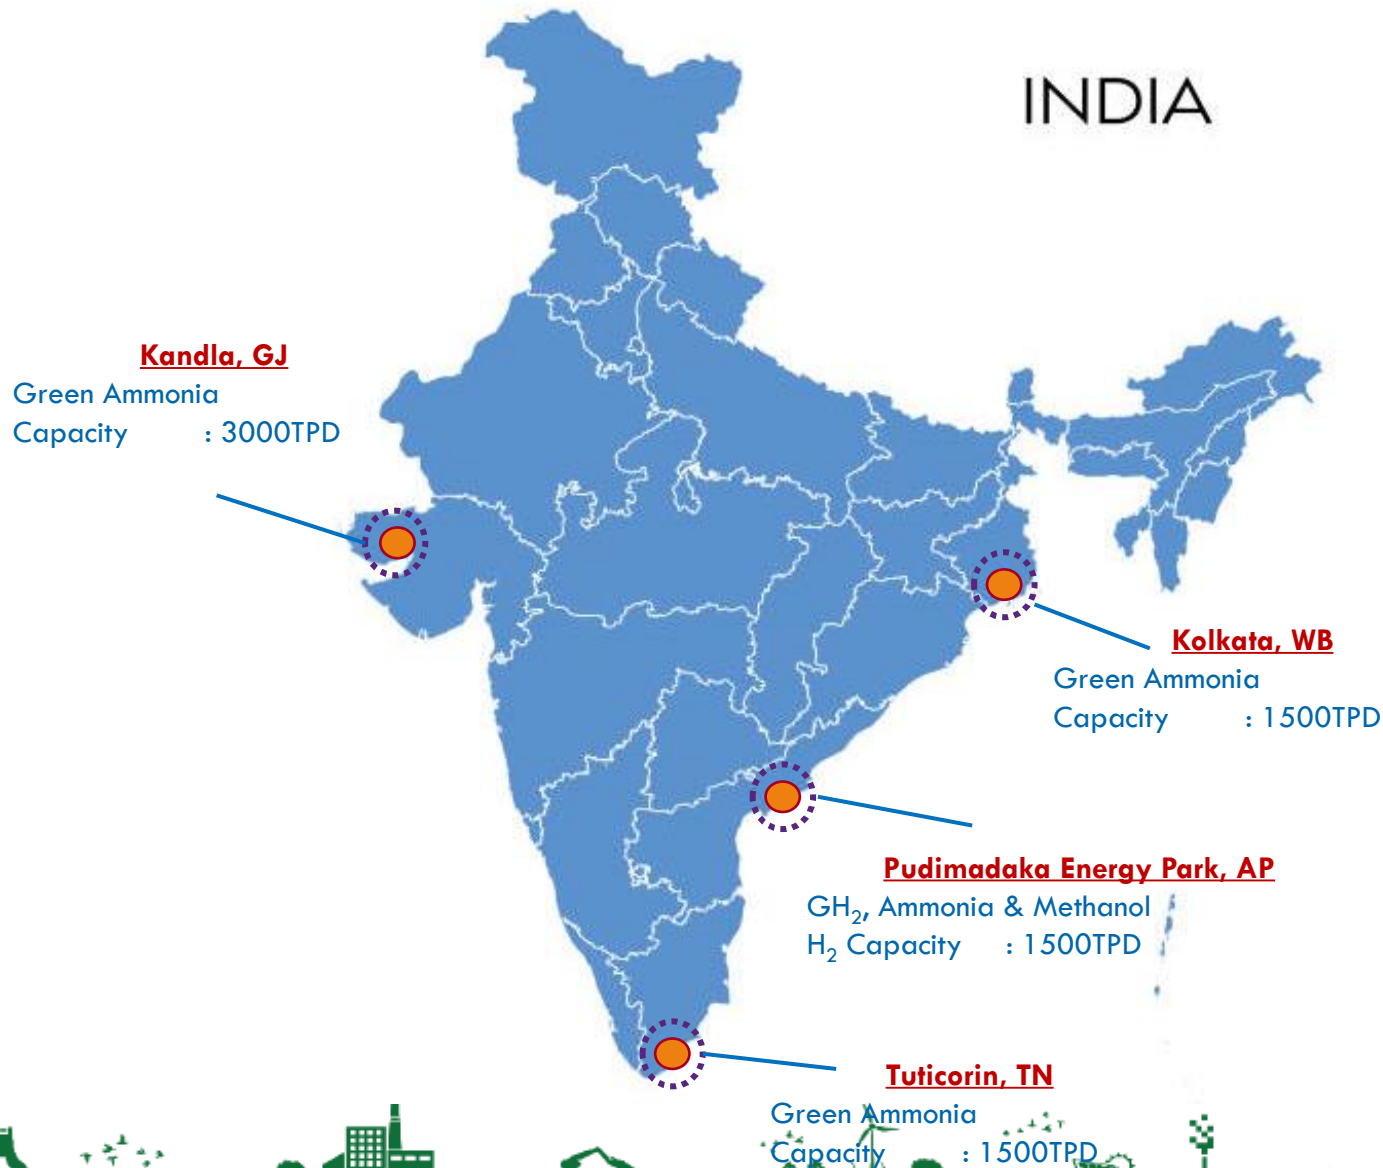 INDIA
Kandla, GJ
Green Ammonia
Capacity : 3000TPD
Kolkata, WB
Green Ammonia
Capacity : 1500TPD
Pudimadaka Energy Park, AP
GH₂, Ammonia & Methanol
H₂ Capacity : 1500TPD
Tuticorin, TN
Green Ammonia
Capacity : 1500TPD